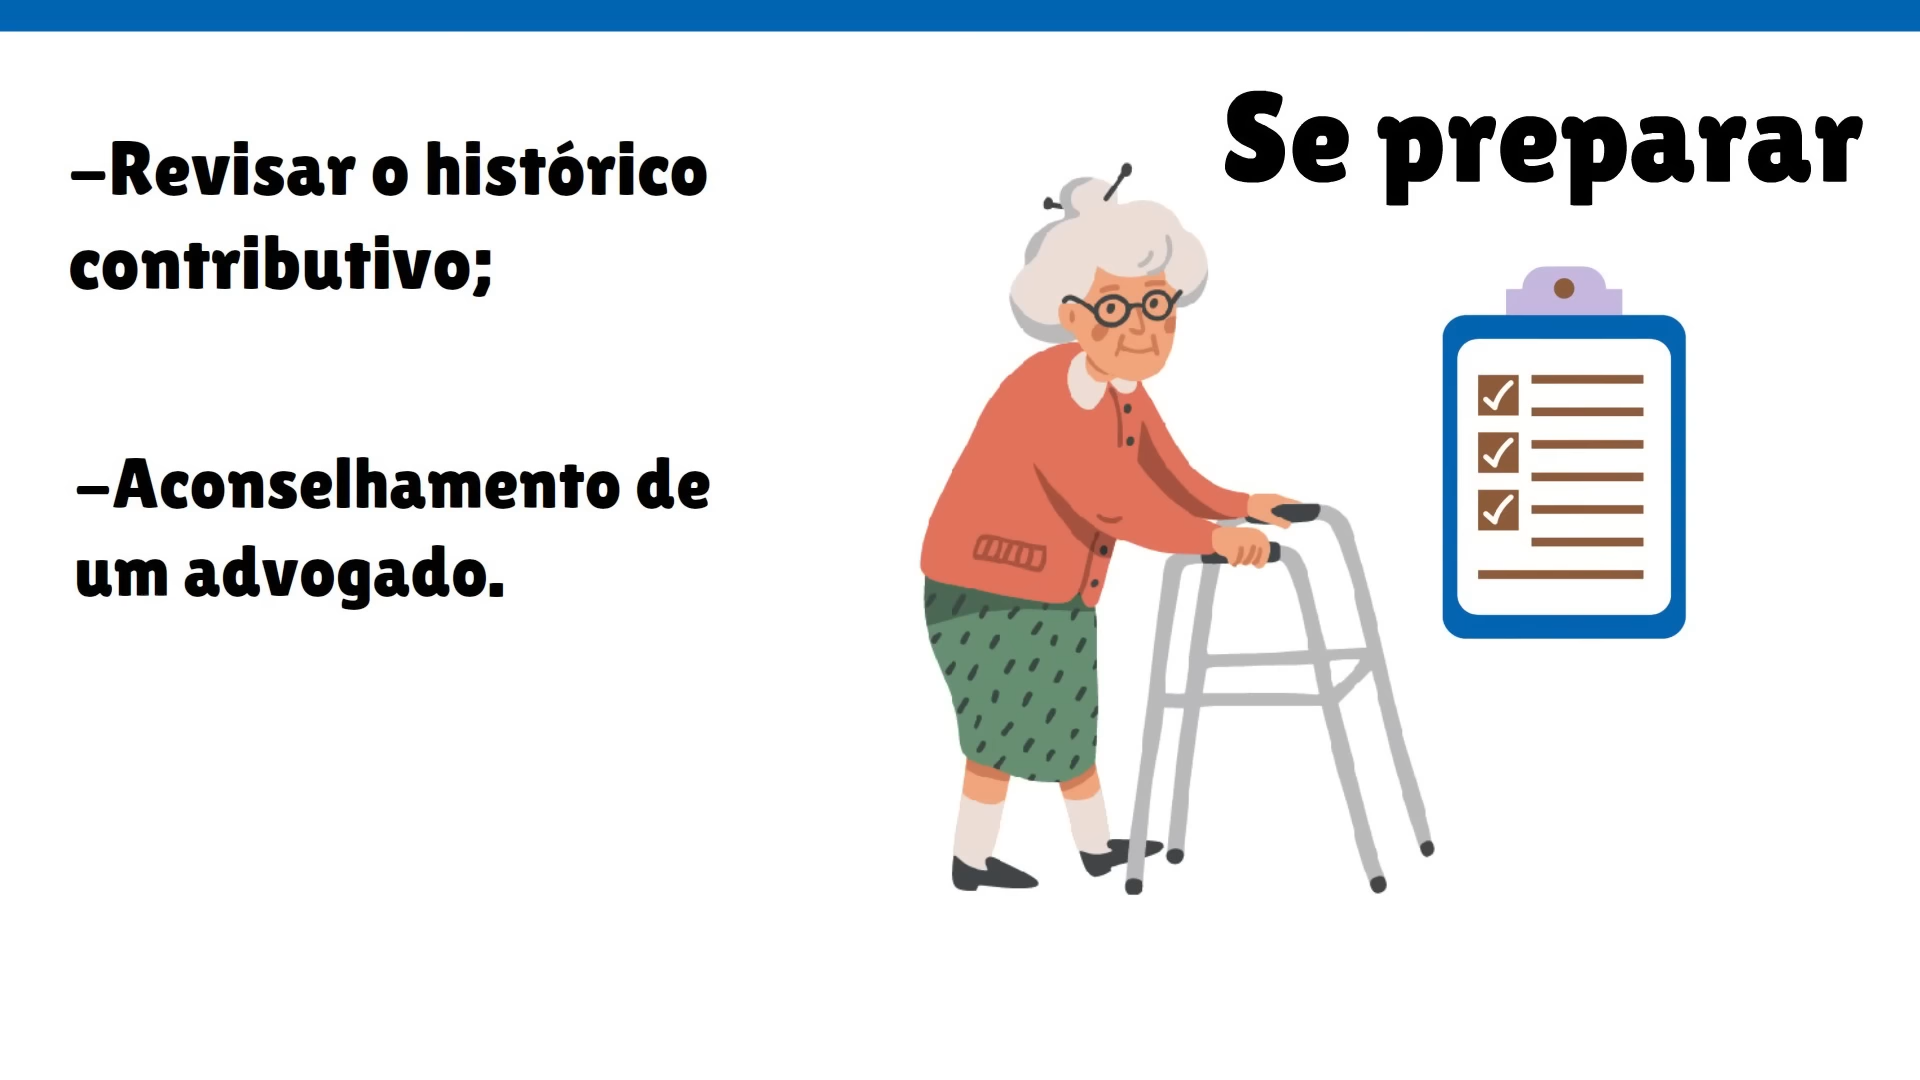 Se preparar
-Revisar o histórico
contributivo;
-Aconselhamento de
um advogado.